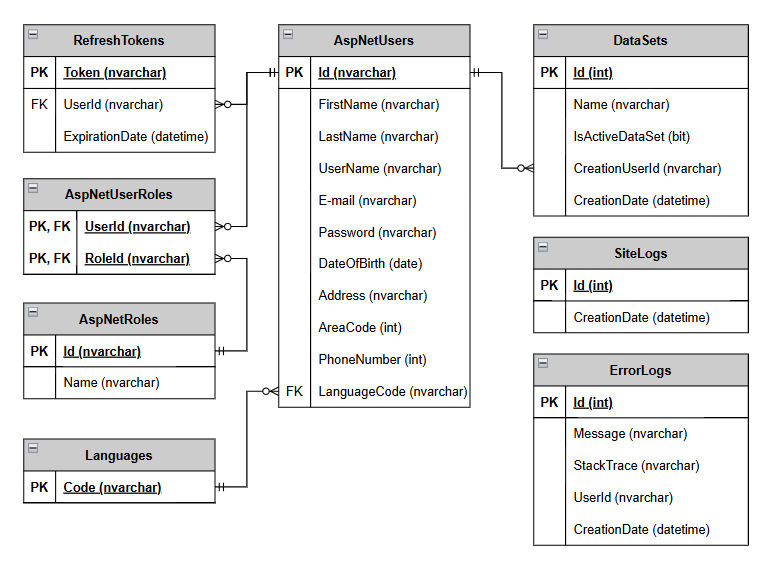 RefreshTokens
PK Token (nvarchar)
FK UserId (nvarchar)
ExpirationDate (datetime)
AspNetUserRoles
PK, FK UserId (nvarchar)
PK, FK RoleId (nvarchar)
AspNetRoles
PK Id (nvarchar)
Name (nvarchar)
Languages
PK Code (nvarchar)
AspNetUsers
PK Id (nvarchar)
FirstName (nvarchar)
LastName (nvarchar)
UserName (nvarchar)
E-mail (nvarchar)
Password (nvarchar)
DateOfBirth (date)
Address (nvarchar)
AreaCode (int)
PhoneNumber (int)
FK LanguageCode (nvarchar)
DataSets
PK Id (int)
Name (nvarchar)
IsActiveDataSet (bit)
CreationUserId (nvarchar)
CreationDate (datetime)
SiteLogs
PK Id (int)
CreationDate (datetime)
ErrorLogs
PK Id (int)
Message (nvarchar)
StackTrace (nvarchar)
UserId (nvarchar)
CreationDate (datetime)